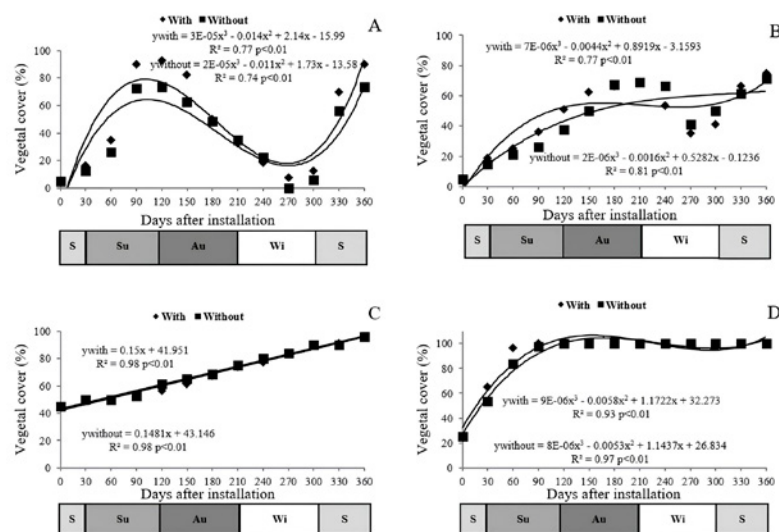 With Without
A
100
80
60
40
20
0
Vegetal cover (%)
ywith = 3E-05x³ - 0.014x² + 2.14x - 15.99
R² = 0.77 p<0.01
ywithout = 2E-05x³ - 0.011x² + 1.73x - 13.58
R² = 0.74 p<0.01
0 30 60 90 120 150 180 210 240 270 300 330 360
Days after installation
S Su Au Wi S
With Without
B
100
80
60
40
20
0
Vegetal cover (%)
ywith = 7E-06x³ - 0.0044x² + 0.8919x - 3.1593
R² = 0.77 p<0.01
ywithout = 2E-06x³ - 0.0016x² + 0.5282x - 0.1236
R² = 0.81 p<0.01
0 30 60 90 120 150 180 210 240 270 300 330 360
Days after installation
S Su Au Wi S
With Without
C
100
80
60
40
20
0
Vegetal cover (%)
ywith = 0.15x + 41.951
R² = 0.98 p<0.01
ywithout = 0.1481x + 43.146
R² = 0.98 p<0.01
0 30 60 90 120 150 180 210 240 270 300 330 360
Days after installation
S Su Au Wi S
With Without
D
100
80
60
40
20
0
Vegetal cover (%)
ywith = 9E-06x³ - 0.0058x² + 1.1722x + 32.273
R² = 0.93 p<0.01
ywithout = 8E-06x³ - 0.0053x² + 1.1437x + 26.834
R² = 0.97 p<0.01
0 30 60 90 120 150 180 210 240 270 300 330 360
Days after installation
S Su Au Wi S